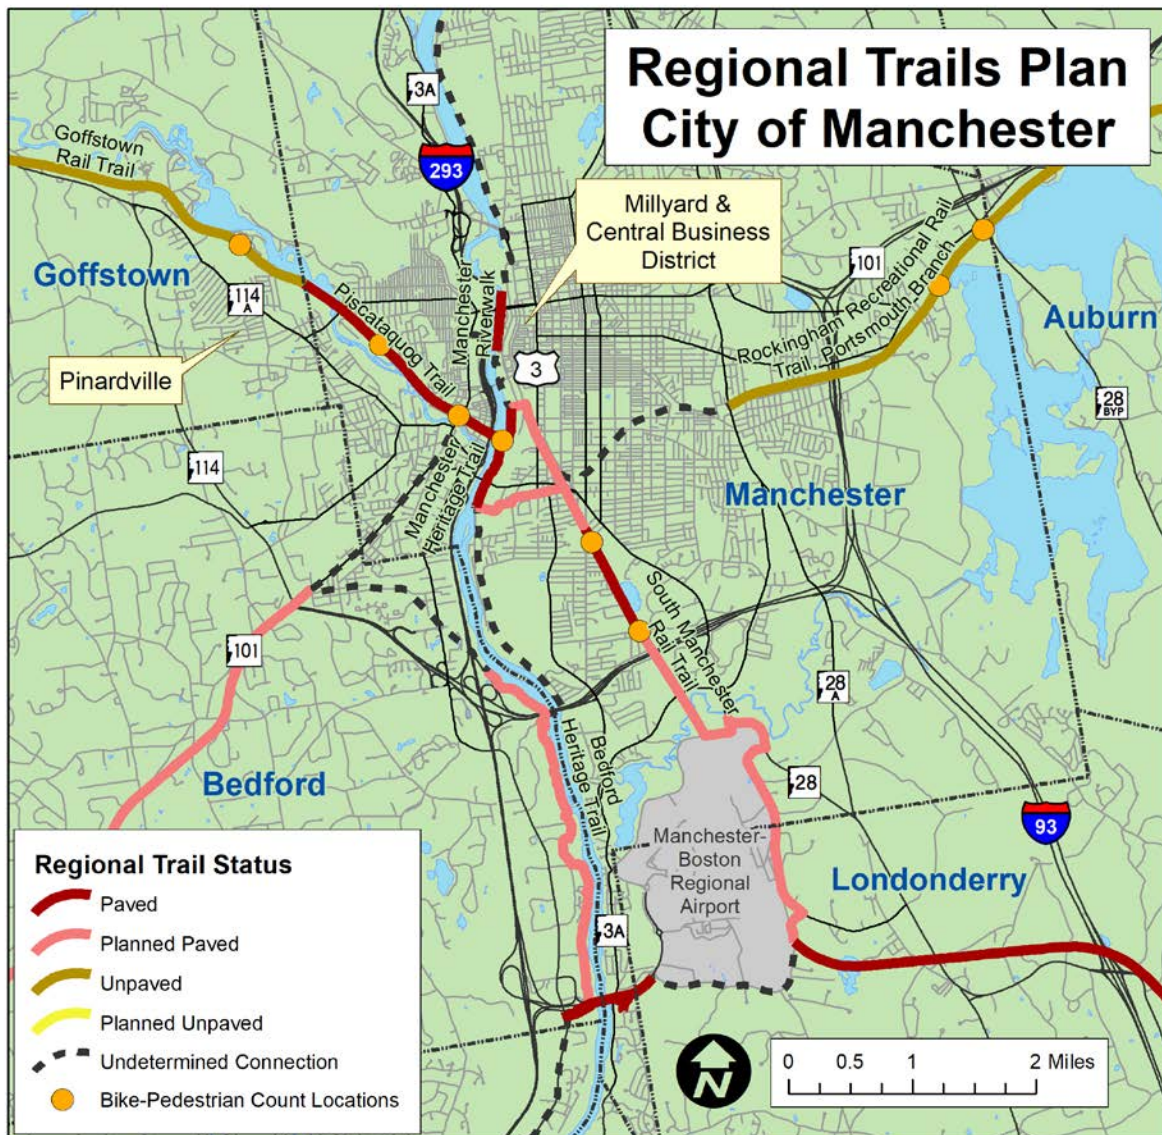 Regional Trails Plan
City of Manchester
3A
293
Goffstown
Rail Trail
Millyard &
Central Business
District
Goffstown
114
A
Pinardville
Piscataquog Trail
Manchester
Riverwalk
3
101
Rockingham Recreational Rail
Trail, Portsmouth Branch
Auburn
28
BYP
114
Manchester
Heritage Trail
Manchester
101
South Manchester
Rail Trail
28
A
Bedford
Bedford
Heritage Trail
28
93
Manchester-
Boston
Regional
Airport
Londonderry
3A
Regional Trail Status
Paved
Planned Paved
Unpaved
Planned Unpaved
Undetermined Connection
Bike-Pedestrian Count Locations
N
0 0.5 1 2 Miles